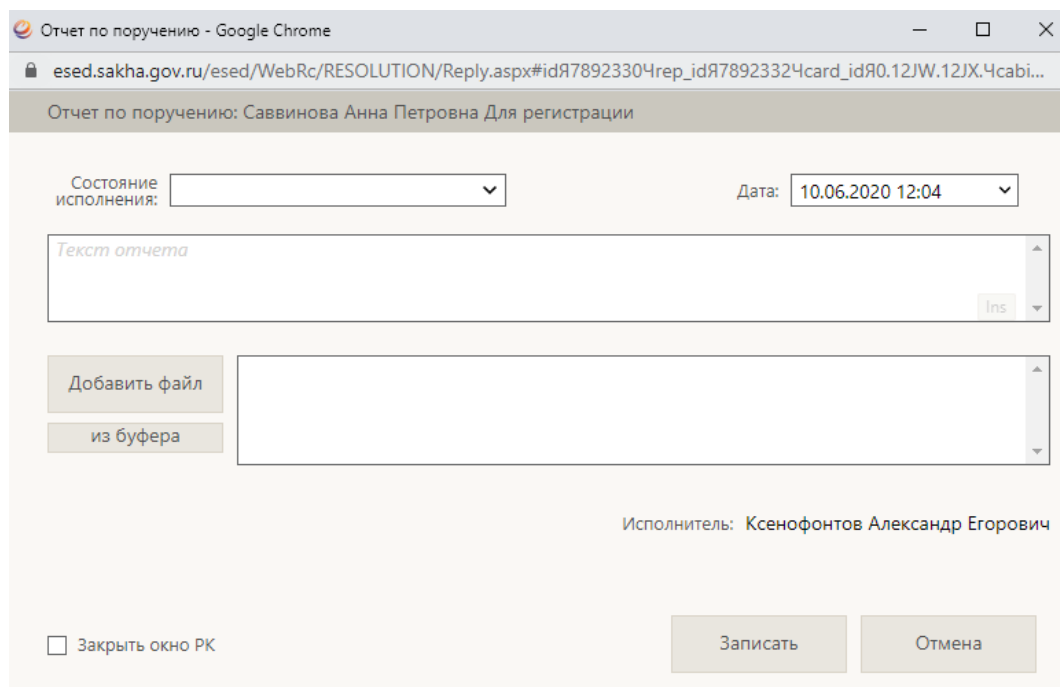 Отчет по поручению - Google Chrome
esed.sakha.gov.ru/esed/WebRc/RESOLUTION/Reply.aspx#idЯ7892330Чrep_idЯ7892332Чcard_idЯ0.12JW.12JX.Чcabi...
Отчет по поручению: Саввинова Анна Петровна Для регистрации
Состояние
исполнения:
Дата: 10.06.2020 12:04
Текст отчета
Ins
Добавить файл
из буфера
Исполнитель: Ксенофонтов Александр Егорович
Закрыть окно РК
Записать
Отмена